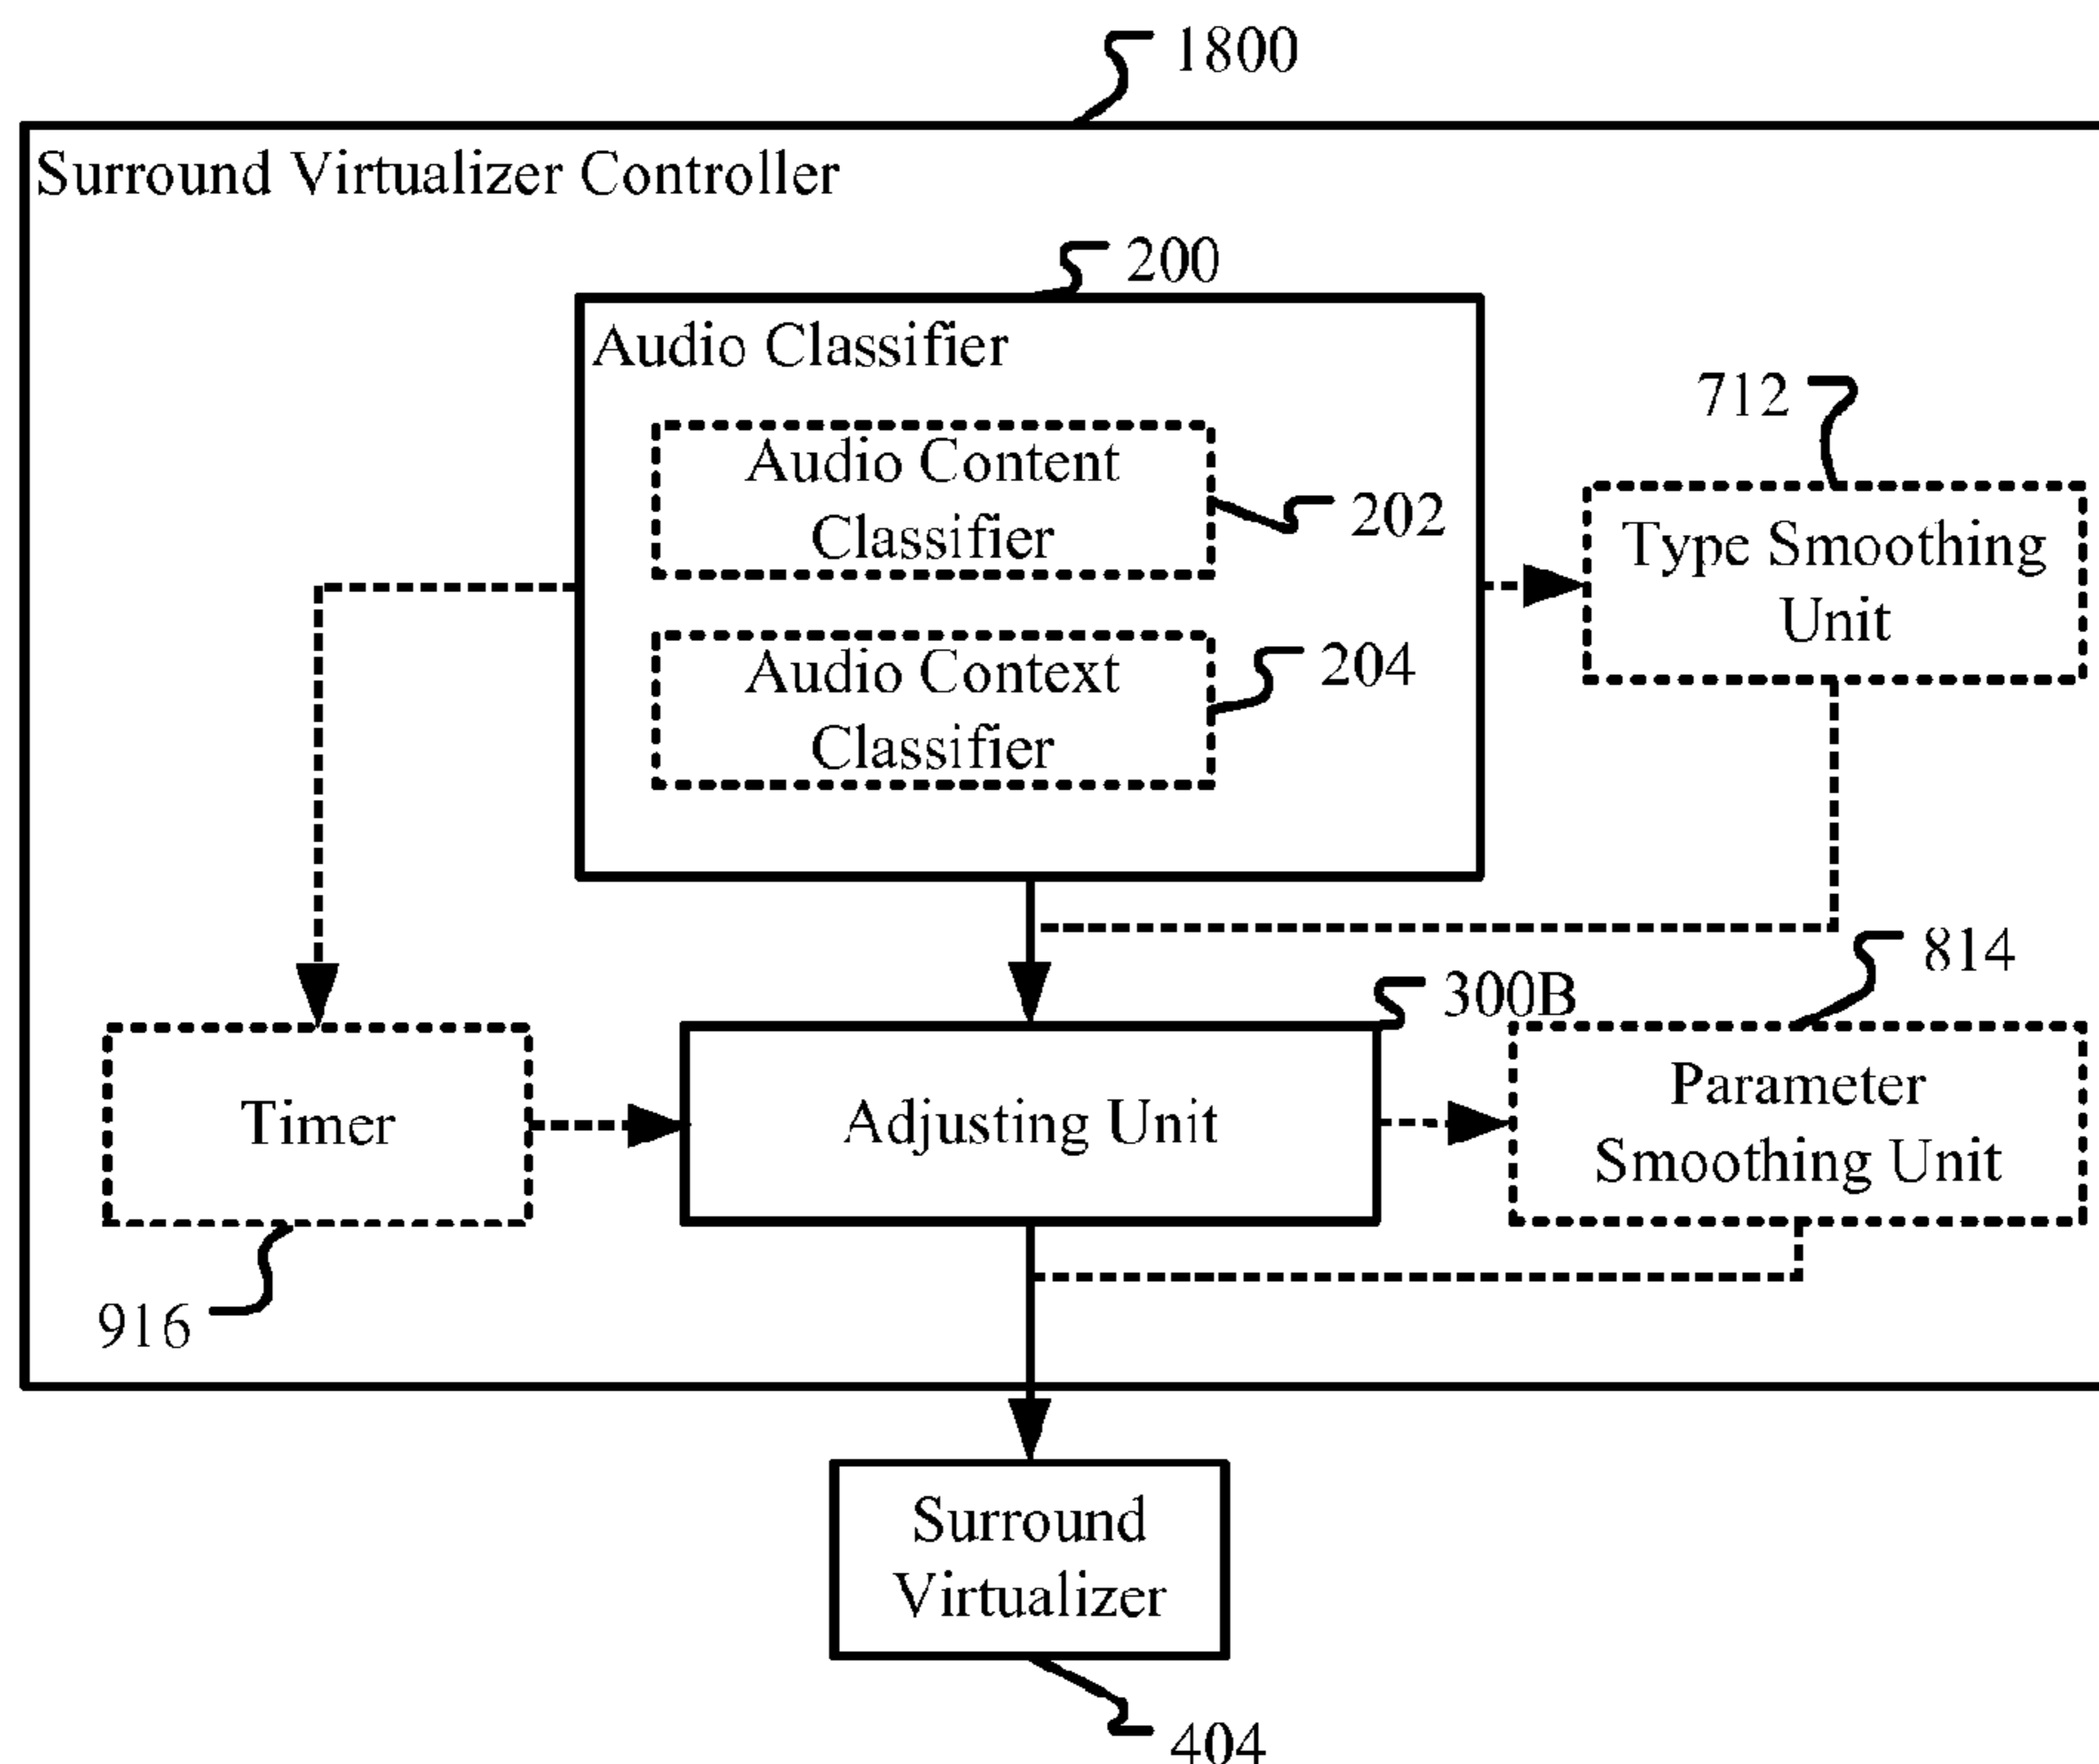 1800
Surround Virtualizer Controller
200
Audio Classifier
712
Audio Content
Classifier
202
Type Smoothing
Unit
Audio Context
Classifier
204
814
300B
Timer
Adjusting Unit
Parameter
Smoothing Unit
916
Surround
Virtualizer
404